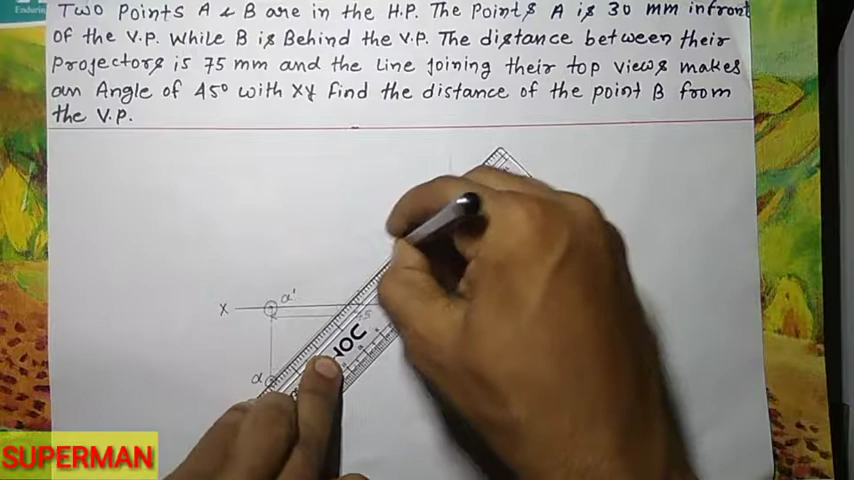 Enduring
Two Points A & B are in the H.P. The Points A is 30 mm infront
of the V.P. While B is Behind the V.P. The distance between their
Projectors is 75 mm and the Line joining their top views makes
an Angle of 45° with XY find the distance of the point B from
the V.P.
X
a'
75
a
SUPERMAN